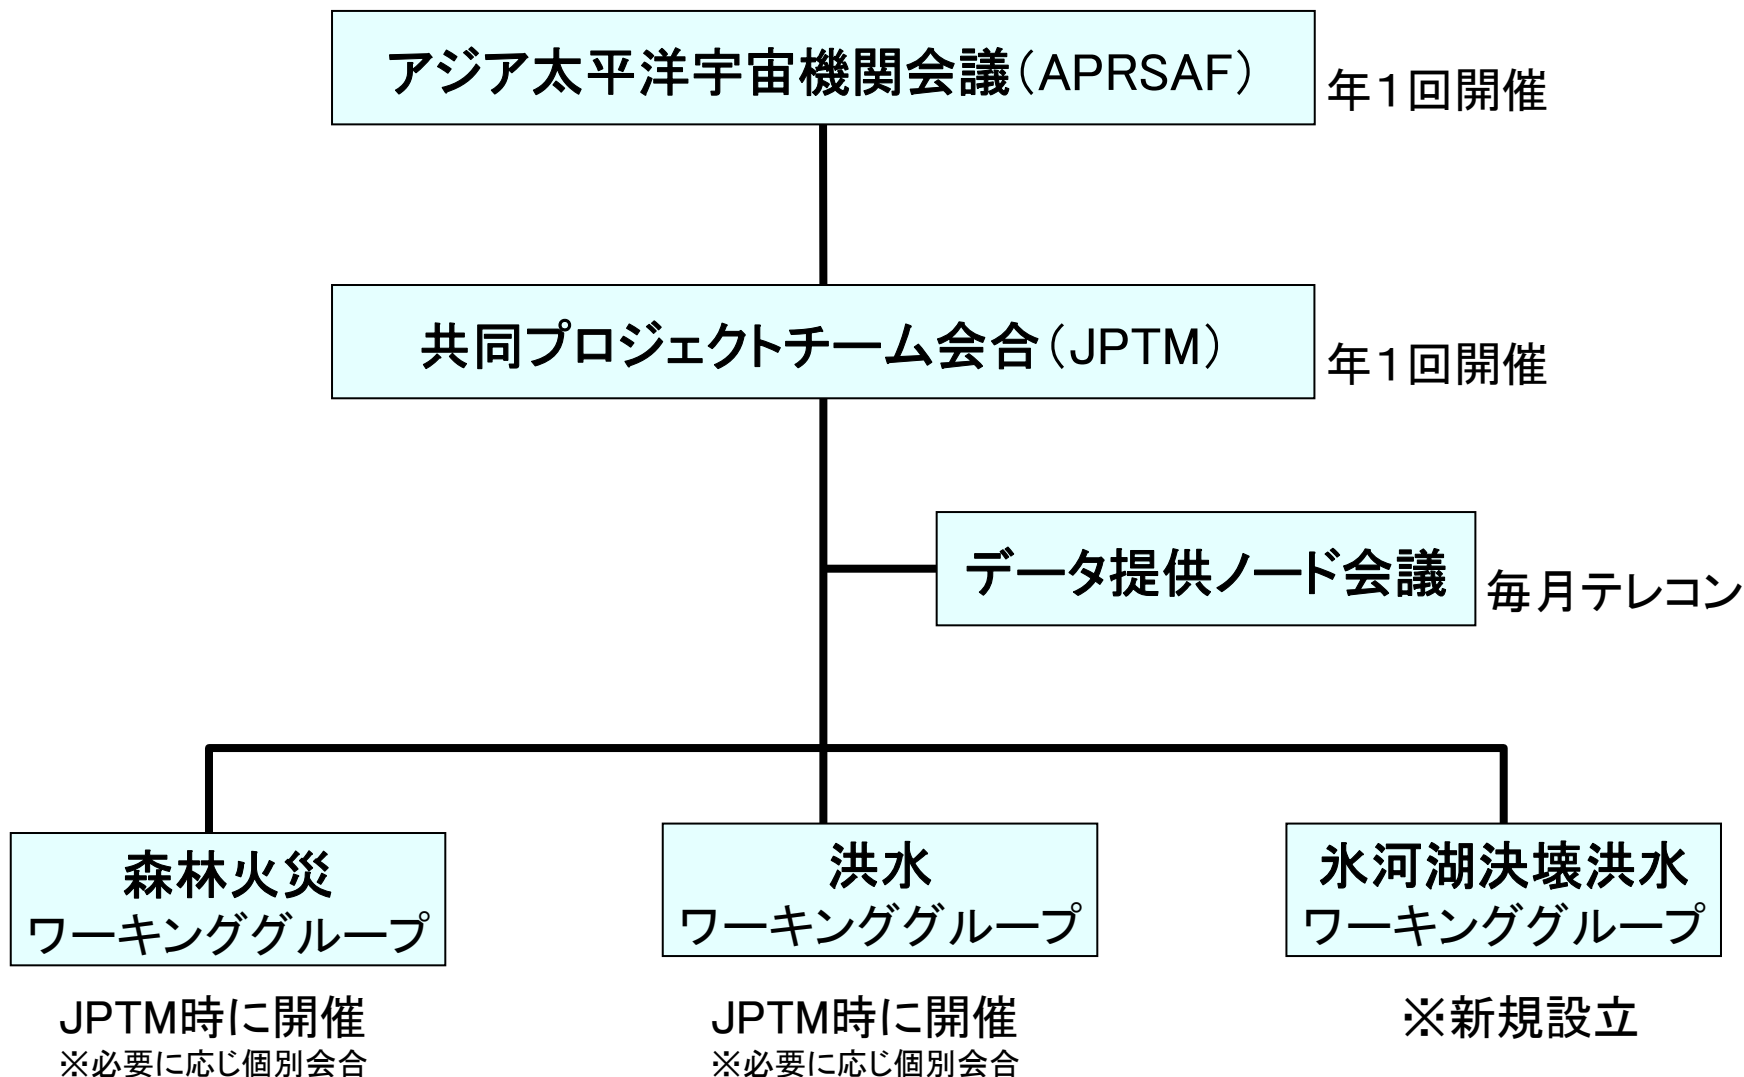 アジア太平洋宇宙機関会議（APRSAF）
年１回開催
共同プロジェクトチーム会合（JPTM）
年１回開催
データ提供ノード会議
毎月テレコン
森林火災
ワーキンググループ
JPTM時に開催
※必要に応じ個別会合
洪水
ワーキンググループ
JPTM時に開催
※必要に応じ個別会合
氷河湖決壊洪水
ワーキンググループ
※新規設立